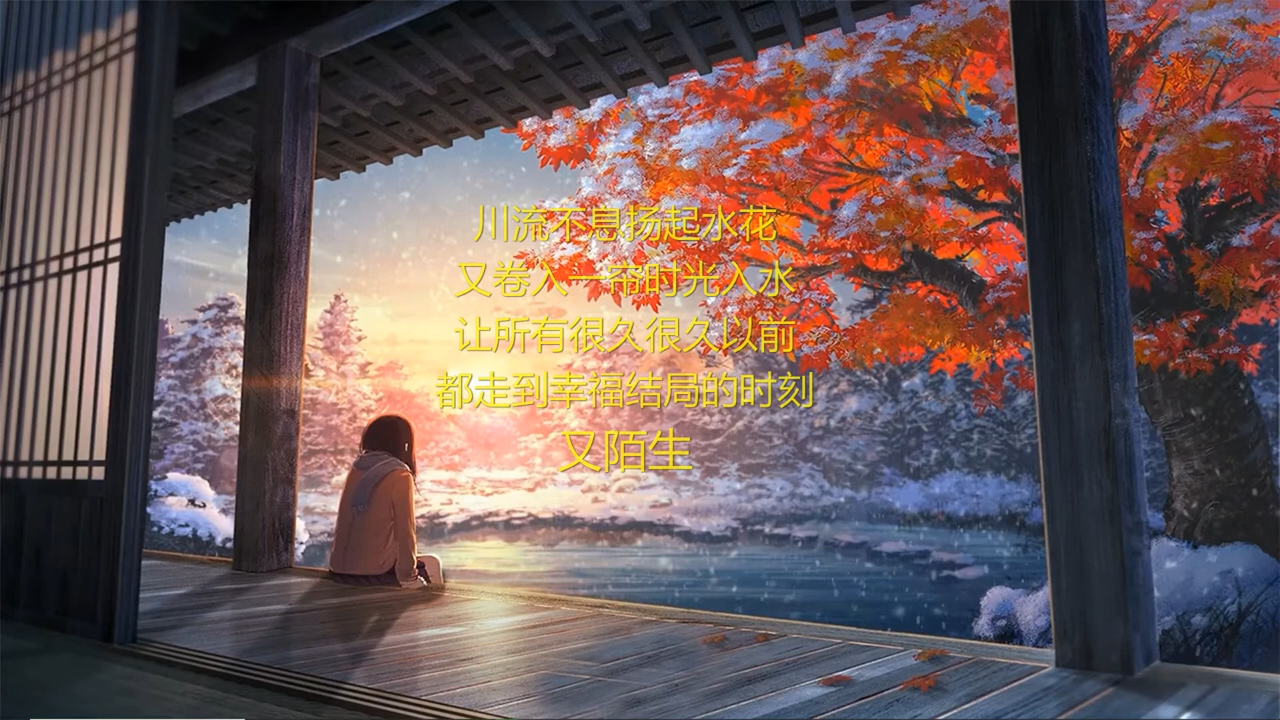 川流不息扬起水花
又卷入一帘时光入水
让所有很久很久以前
都走到幸福结局的时刻
又陌生